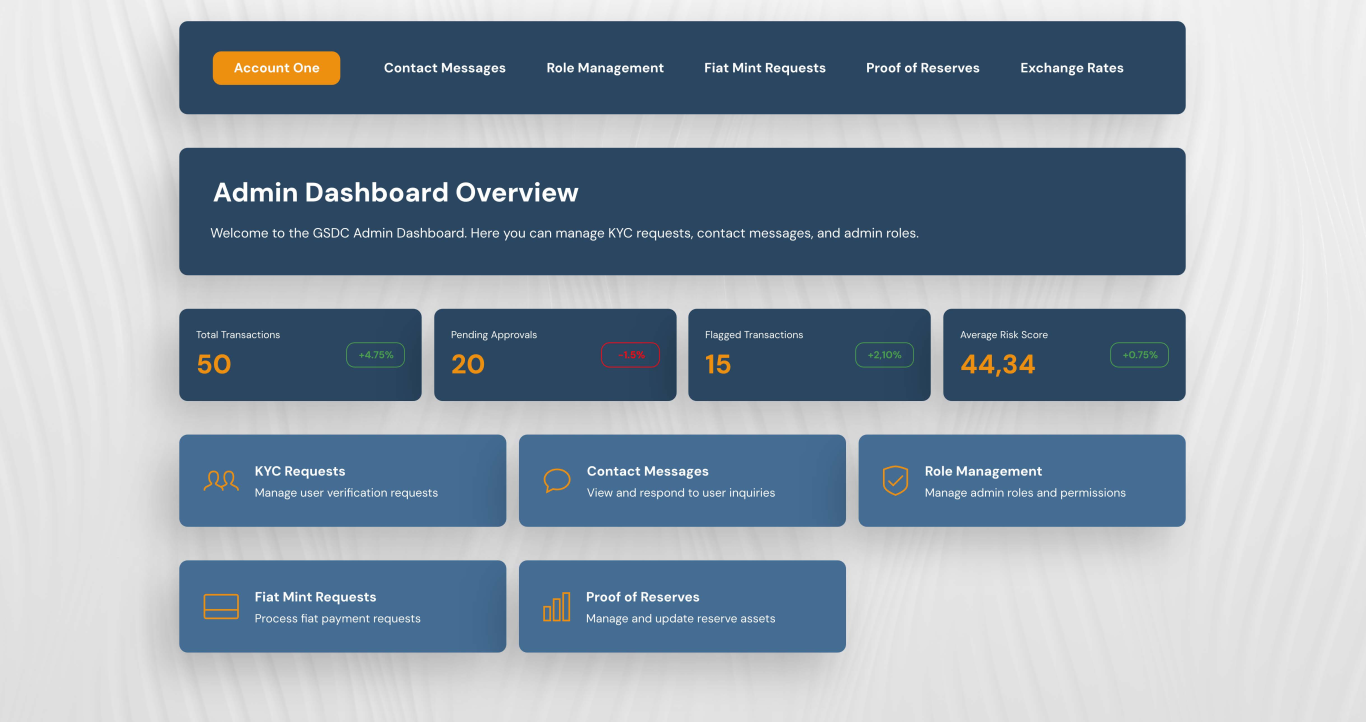 Account One
Contact Messages
Role Management
Fiat Mint Requests
Proof of Reserves
Exchange Rates
Admin Dashboard Overview
Welcome to the GSDC Admin Dashboard. Here you can manage KYC requests, contact messages, and admin roles.
Total Transactions
50
+4.75%
Pending Approvals
20
-1.5%
Flagged Transactions
15
+2,10%
Average Risk Score
44,34
+0.75%
KYC Requests
Manage user verification requests
Contact Messages
View and respond to user inquiries
Role Management
Manage admin roles and permissions
Fiat Mint Requests
Process fiat payment requests
Proof of Reserves
Manage and update reserve assets